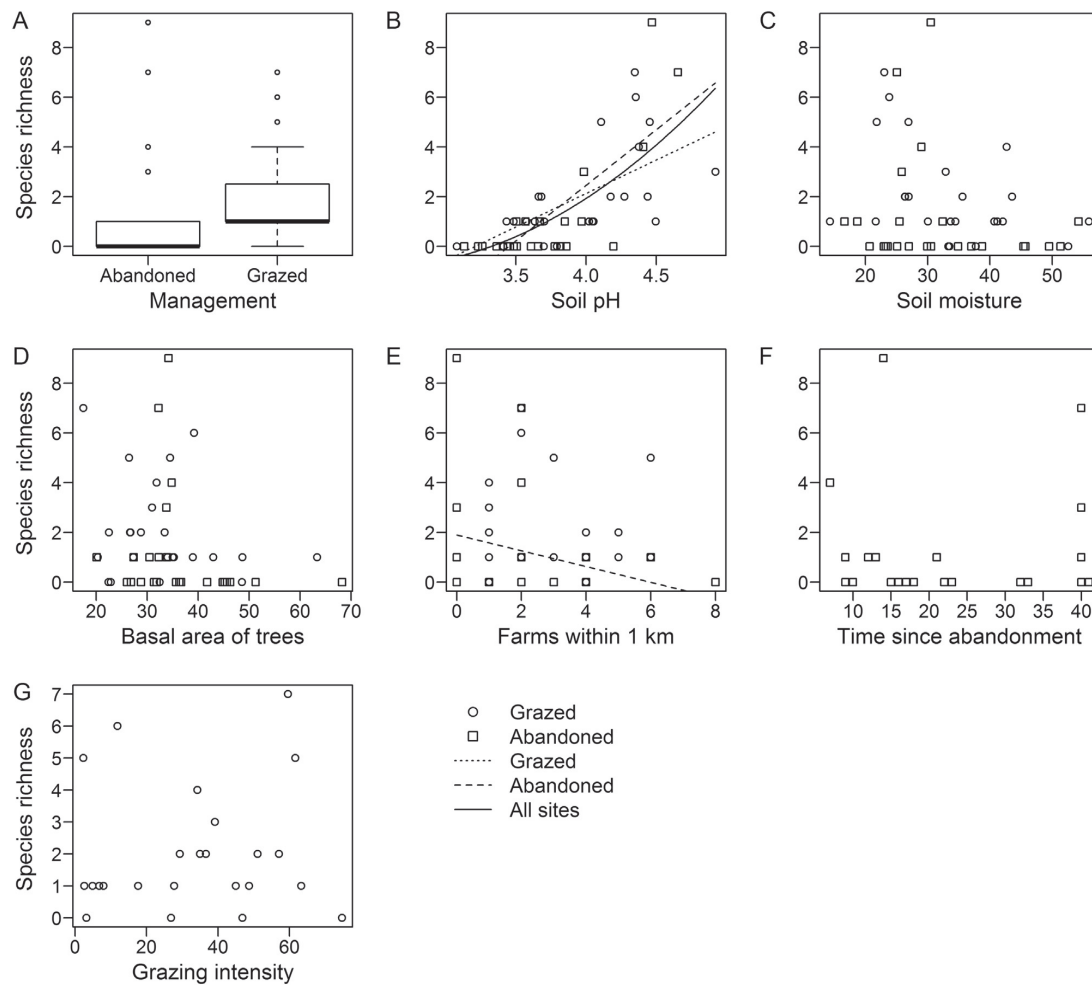 A
Species richness
8
6
4
2
0
Abandoned Grazed
Management
B
8
6
4
2
0
3.5 4.0 4.5
Soil pH
C
8
6
4
2
0
20 30 40 50
Soil moisture
D
Species richness
8
6
4
2
0
20 30 40 50 60 70
Basal area of trees
E
8
6
4
2
0
0 2 4 6 8
Farms within 1 km
F
8
6
4
2
0
10 15 20 25 30 35 40
Time since abandonment
G
Species richness
7
6
5
4
3
2
1
0
0 20 40 60
Grazing intensity
Grazed
Abandoned
Grazed
Abandoned
All sites